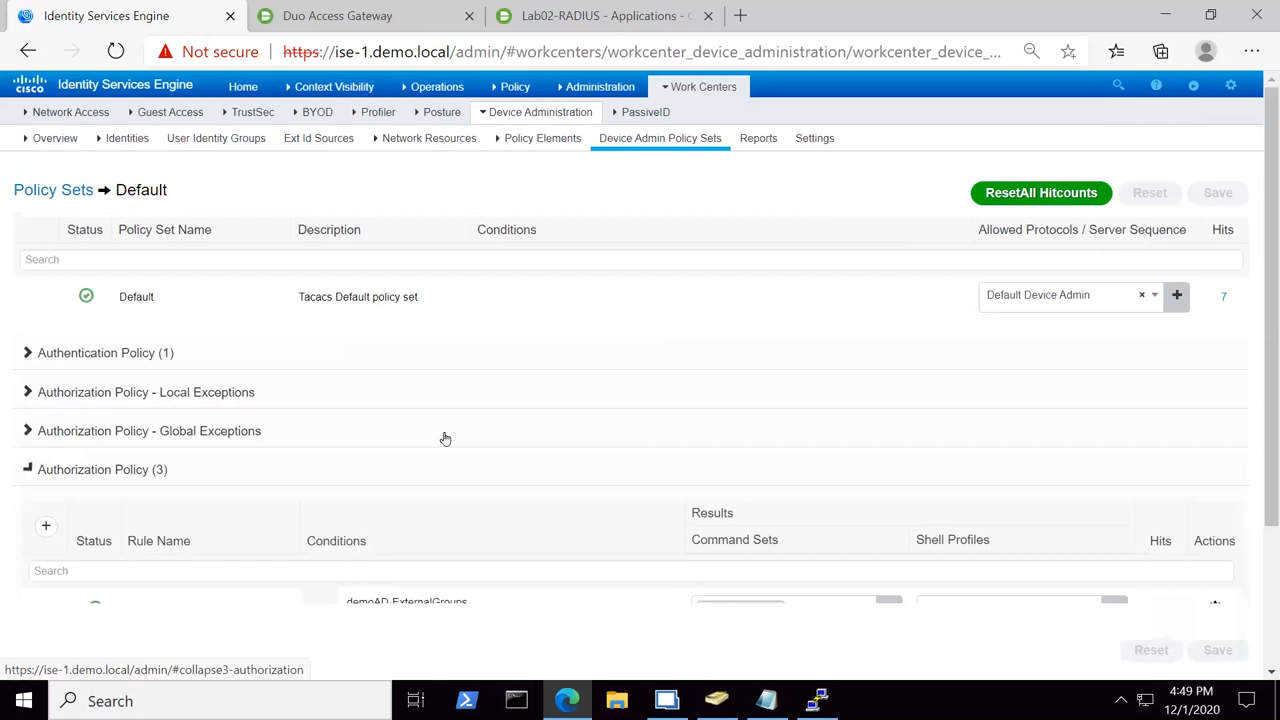 Identity Services Engine
Duo Access Gateway
Lab02-RADIUS - Applications - C
Not secure
https://ise-1.demo.local/admin/#workcenters/workcenter_device_administration/workcenter_device_...
cisco
Identity Services Engine
Home
Context Visibility
Operations
Policy
Administration
Work Centers
Network Access
Guest Access
TrustSec
BYOD
Profiler
Posture
Device Administration
PassiveID
Overview
Identities
User Identity Groups
Ext Id Sources
Network Resources
Policy Elements
Device Admin Policy Sets
Reports
Settings
Policy Sets Default
ResetAll Hitcounts
Reset
Save
Status
Policy Set Name
Description
Conditions
Allowed Protocols / Server Sequence
Hits
Search
Default
Tacacs Default policy set
Default Device Admin
7
Authentication Policy (1)
Authorization Policy - Local Exceptions
Authorization Policy - Global Exceptions
Authorization Policy (3)
Results
Status
Rule Name
Conditions
Command Sets
Shell Profiles
Hits
Actions
Search
demoAD-ExternalGroups
Reset
Save
https://ise-1.demo.local/admin/#collapse3-authorization
Search
4:49 PM
12/1/2020